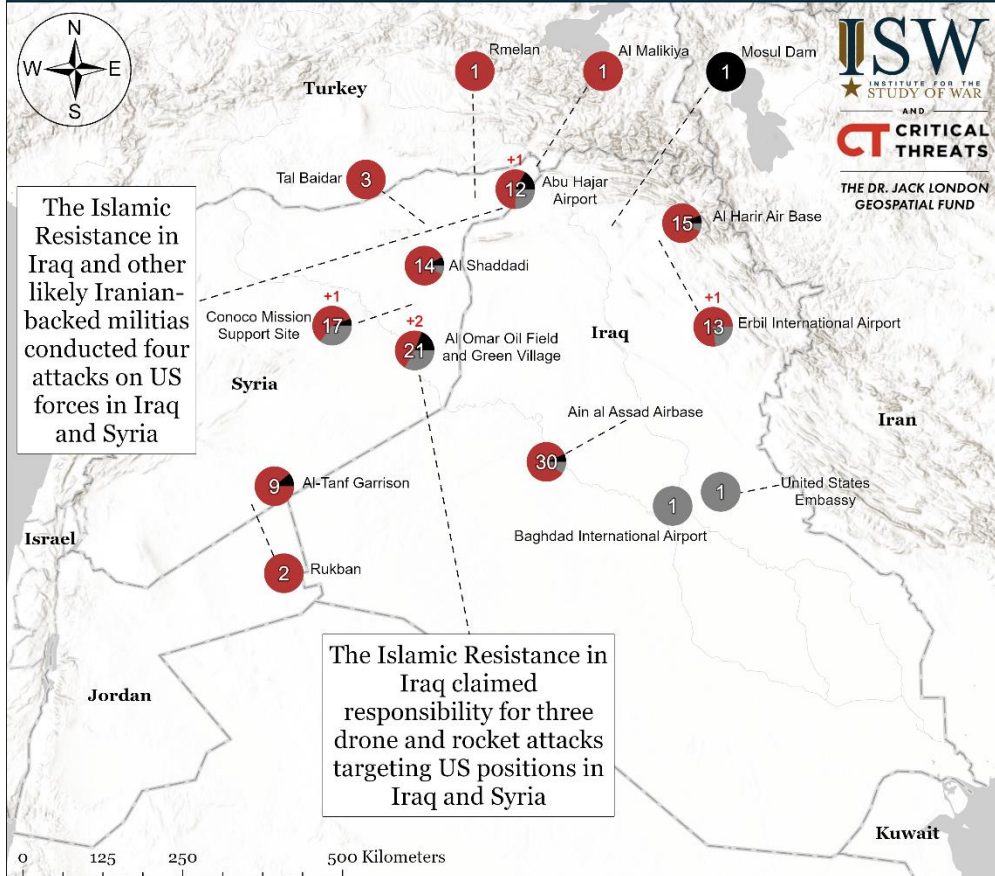 N
W E
S
Turkey
Rmelan
1
Al Malikiya
1
Mosul Dam
1
ISW
INSTITUTE FOR THE
STUDY OF WAR
AND
CT CRITICAL
THREATS
THE DR. JACK LONDON
GEOSPATIAL FUND
Tal Baidar
3
+1
12
Abu Hajar
Airport
15
Al Harir Air Base
The Islamic
Resistance in
Iraq and other
likely Iranian-
backed militias
conducted four
attacks on US
forces in Iraq
and Syria
14
Al Shaddadi
+1
Conoco Mission
Support Site
17
+2
21
Al Omar Oil Field
and Green Village
Iraq
+1
13
Erbil International Airport
Syria
Iran
Ain al Assad Airbase
30
9
Al-Tanf Garrison
1
United States
Embassy
1
Baghdad International Airport
Israel
2
Rukban
Jordan
The Islamic Resistance in
Iraq claimed
responsibility for three
drone and rocket attacks
targeting US positions in
Iraq and Syria
Kuwait
0 125 250 500 Kilometers